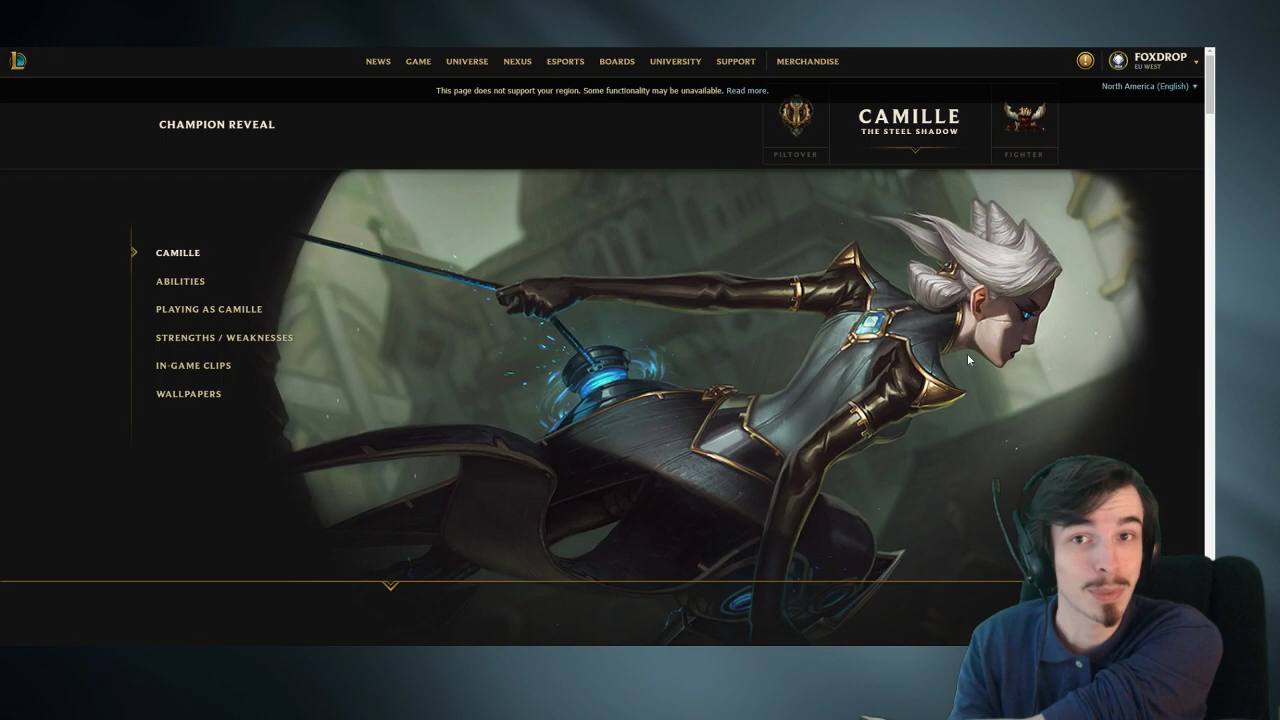 NEWS GAME UNIVERSE NEXUS ESPORTS BOARDS UNIVERSITY SUPPORT MERCHANDISE
FOXDROP
EU WEST
This page does not support your region. Some functionality may be unavailable. Read more.
North America (English)
CHAMPION REVEAL
CAMILLE
THE STEEL SHADOW
PILTOVER
FIGHTER
CAMILLE
ABILITIES
PLAYING AS CAMILLE
STRENGTHS / WEAKNESSES
IN-GAME CLIPS
WALLPAPERS